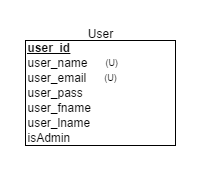 User
user_id
user_name (U)
user_email (U)
user_pass
user_fname
user_lname
isAdmin